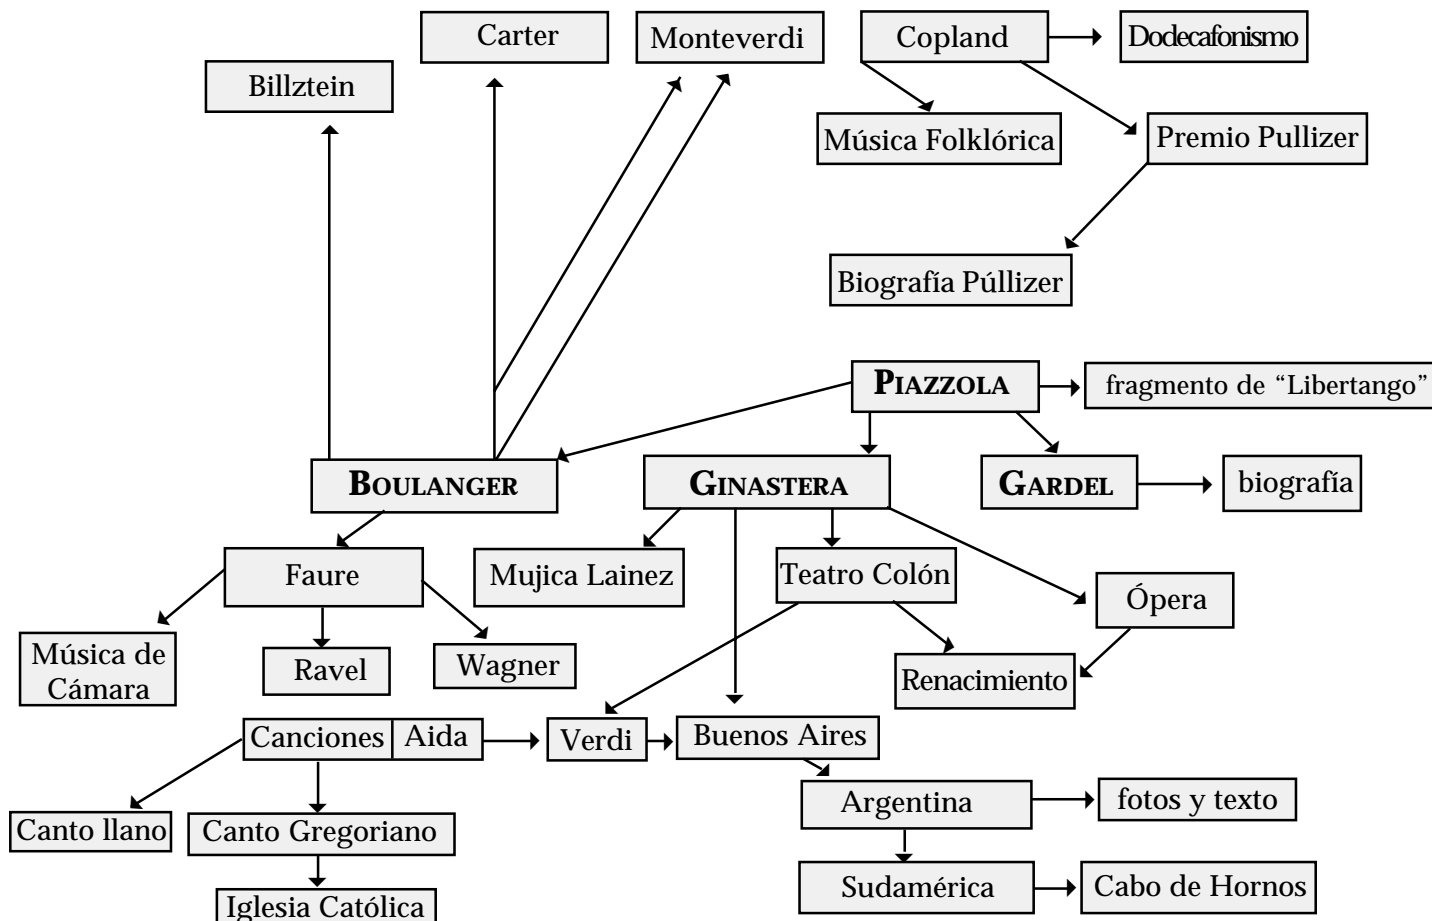 Carter
Monteverdi
Copland
Dodecafonismo
Billztein
Música Folklórica
Premio Pullizer
Biografía Púllizer
PIAZZOLA
fragmento de “Libertango”
BOULANGER
GINASTERA
GARDEL
biografía
Faure
Mujica Lainez
Teatro Colón
Ópera
Música de
Cámara
Ravel
Wagner
Renacimiento
Canciones
Aida
Verdi
Buenos Aires
Argentina
fotos y texto
Canto llano
Canto Gregoriano
Sudamérica
Cabo de Hornos
Iglesia Católica